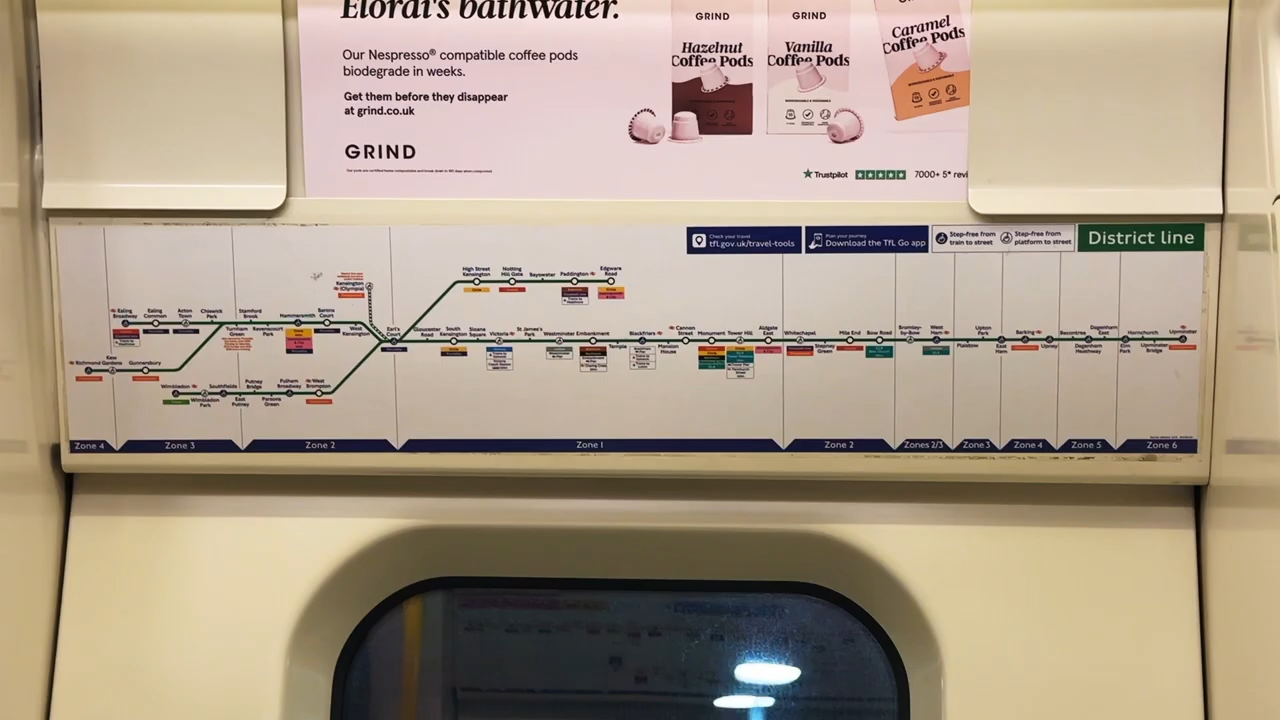 Elordi's bathwater.
Our Nespresso® compatible coffee pods
biodegrade in weeks.
Get them before they disappear
at grind.co.uk
GRIND
GRIND
Hazelnut
Coffee Pods
GRIND
Vanilla
Coffee Pods
Caramel
Coffee Pods
Trustpilot
7000+ 5* revi
Check your travel
tfl.gov.uk/travel-tools
Plan your journey
Download the TfL Go app
Step-free from
train to street
Step-free from
platform to street
District line
High Street
Kensington
Notting
Hill Gate
Bayswater
Paddington
Edgware
Road
Kensington
(Olympia)
Ealing
Broadway
Ealing
Common
Acton
Town
Chiswick
Park
Stamford
Brook
Hammersmith
Barons
Court
Turnham
Green
Ravenscourt
Park
West
Kensington
Earl's
Court
Gloucester
Road
South
Kensington
Sloane
Square
Victoria
St James's
Park
Westminster
Embankment
Temple
Blackfriars
Mansion
House
Cannon
Street
Monument
Tower Hill
Aldgate
East
Whitechapel
Stepney
Green
Mile End
Bow Road
Bromley-
by-Bow
West
Ham
Plaistow
Upton
Park
East
Ham
Barking
Upney
Becontree
Dagenham
Heathway
Dagenham
East
Elm
Park
Hornchurch
Upminster
Bridge
Upminster
Richmond
Kew
Gardens
Gunnersbury
Wimbledon
Wimbledon
Park
Southfields
East
Putney
Putney
Bridge
Parsons
Green
Fulham
Broadway
West
Brompton
Zone 4
Zone 3
Zone 2
Zone 1
Zone 2
Zones 2/3
Zone 3
Zone 4
Zone 5
Zone 6